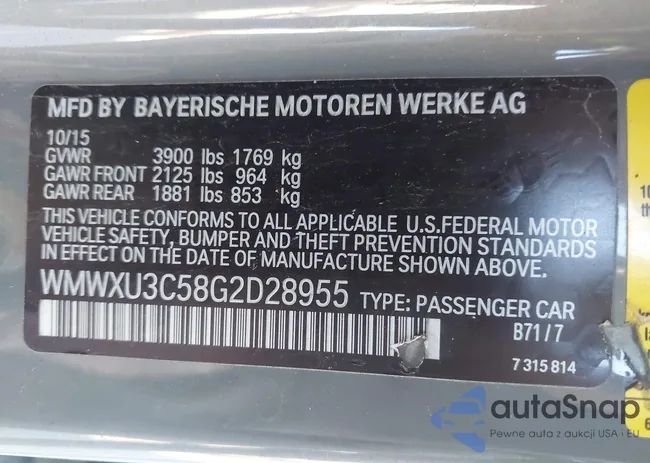 MFD BY BAYERISCHE MOTOREN WERKE AG
10/15
GVWR 3900 lbs 1769 kg
GAWR FRONT 2125 lbs 964 kg
GAWR REAR 1881 lbs 853 kg
THIS VEHICLE CONFORMS TO ALL APPLICABLE U.S.FEDERAL MOTOR
VEHICLE SAFETY, BUMPER AND THEFT PREVENTION STANDARDS
IN EFFECT ON THE DATE OF MANUFACTURE SHOWN ABOVE.
WMWXU3C58G2D28955 TYPE: PASSENGER CAR
B71/7
7 315 814
autaSnap
Pewne auta z aukcji USA i EU